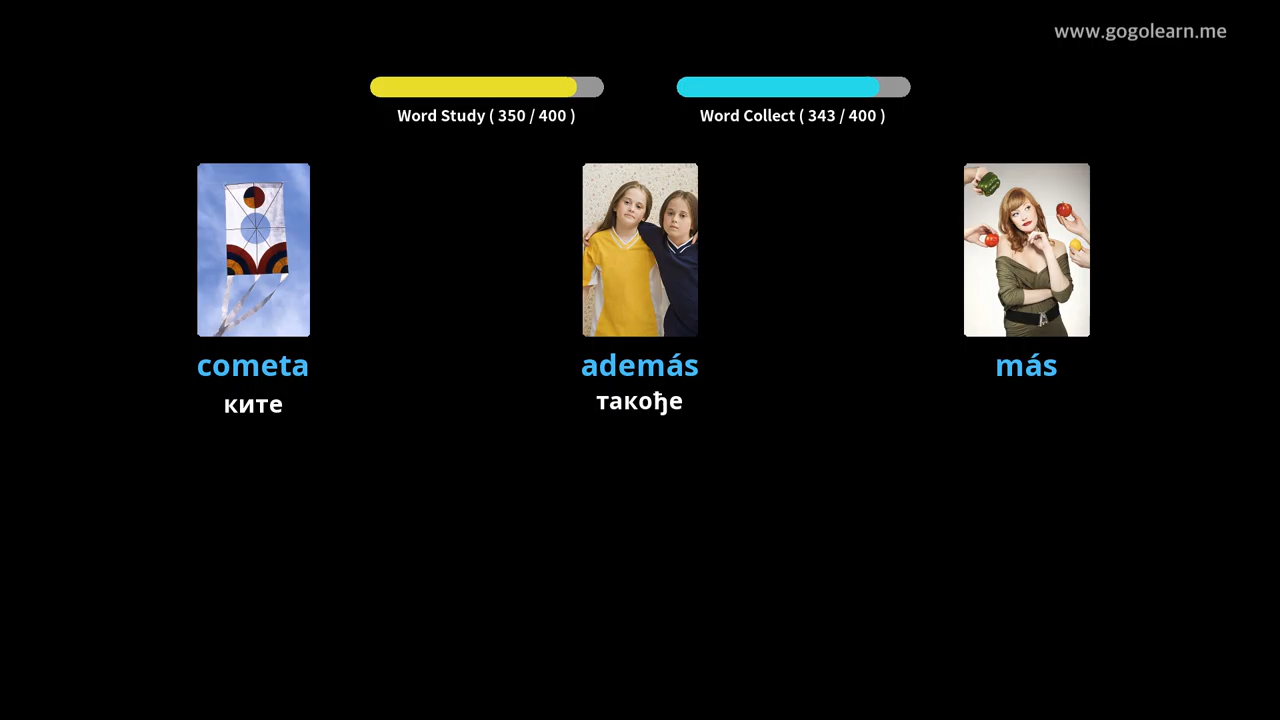 www.gogolearn.me
Word Study ( 350 / 400 )
Word Collect ( 343 / 400 )
cometa
además
más
ките
такође